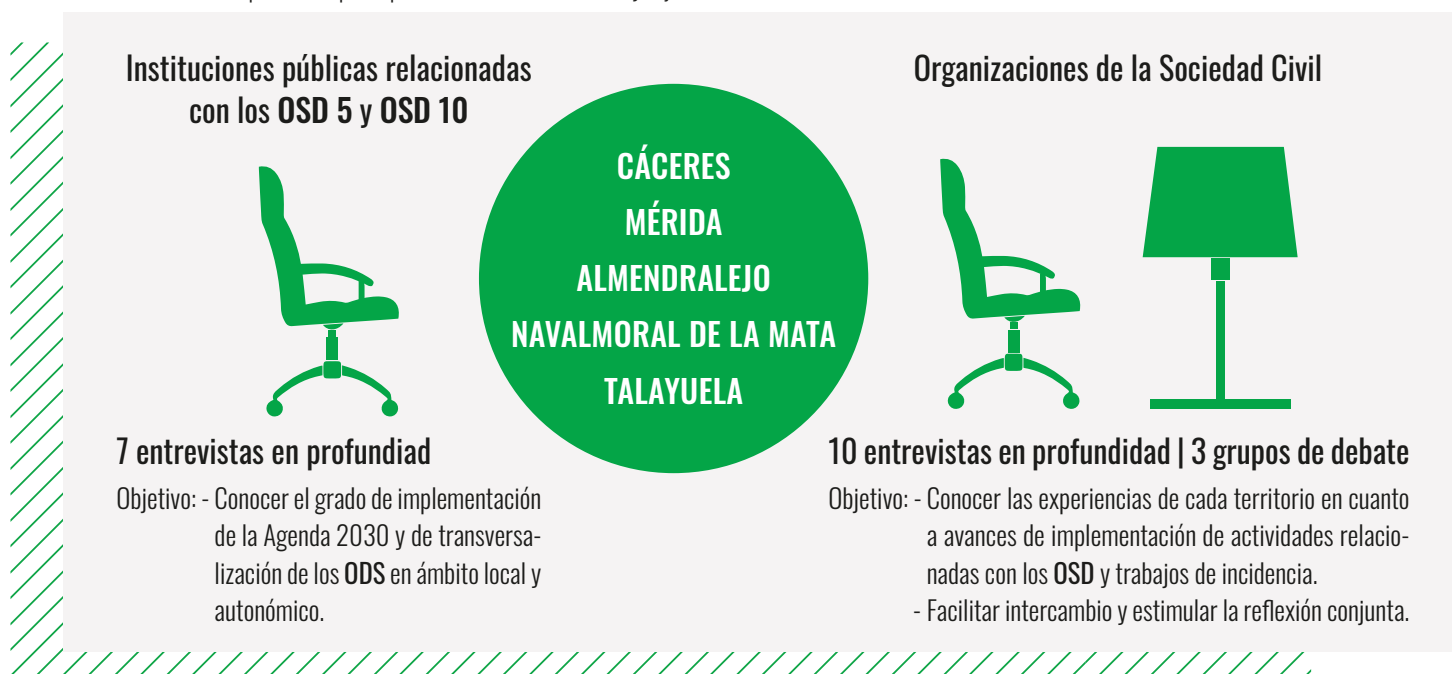 Instituciones públicas relacionadas
con los OSD 5 y OSD 10
Organizaciones de la Sociedad Civil
CÁCERES
MÉRIDA
ALMENDRALEJO
NAVALMORAL DE LA MATA
TALAYUELA
7 entrevistas en profundiad
Objetivo: - Conocer el grado de implementación
de la Agenda 2030 y de transversa-
lización de los ODS en ámbito local y
autonómico.
10 entrevistas en profundidad | 3 grupos de debate
Objetivo: - Conocer las experiencias de cada territorio en cuanto
a avances de implementación de actividades relacio-
nadas con los OSD y trabajos de incidencia.
- Facilitar intercambio y estimular la reflexión conjunta.